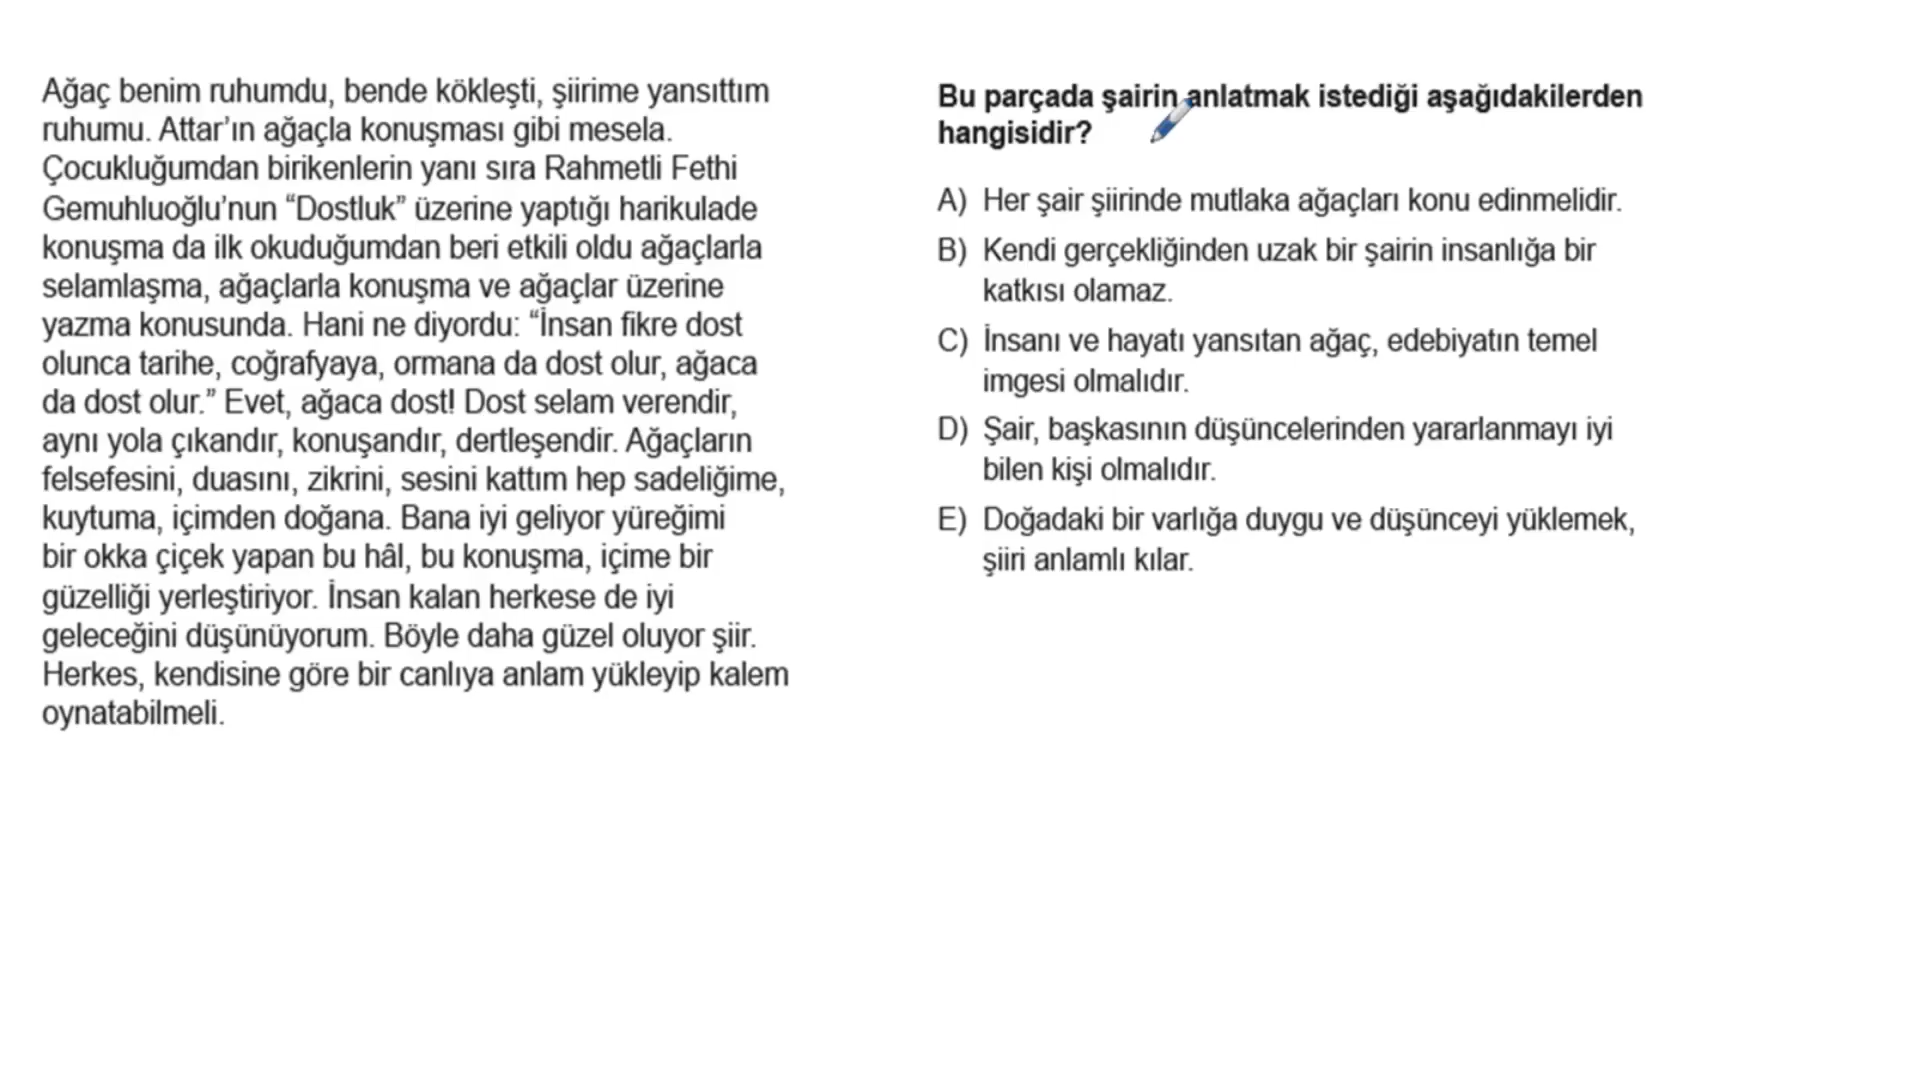 Ağaç benim ruhumdu, bende kökleşti, şiirime yansıttım
ruhumu. Attar’ın ağaçla konuşması gibi mesela.
Çocukluğumdan birikenlerin yanı sıra Rahmetli Fethi
Gemuhluoğlu’nun “Dostluk” üzerine yaptığı harikulade
konuşma da ilk okuduğumdan beri etkili oldu ağaçlarla
selamlaşma, ağaçlarla konuşma ve ağaçlar üzerine
yazma konusunda. Hani ne diyordu: “İnsan fikre dost
olunca tarihe, coğrafyaya, ormana da dost olur, ağaca
da dost olur.” Evet, ağaca dost! Dost selam verendir,
aynı yola çıkandır, konuşandır, dertleşendir. Ağaçların
felsefesini, duasını, zikrini, sesini kattım hep sadeliğime,
kuytuma, içimden doğana. Bana iyi geliyor yüreğimi
bir okka çiçek yapan bu hâl, bu konuşma, içime bir
güzelliği yerleştiriyor. İnsan kalan herkese de iyi
geleceğini düşünüyorum. Böyle daha güzel oluyor şiir.
Herkes, kendisine göre bir canlıya anlam yükleyip kalem
oynatabilmeli.
Bu parçada şairin anlatmak istediği aşağıdakilerden
hangisidir?
A) Her şair şiirinde mutlaka ağaçları konu edinmelidir.
B) Kendi gerçekliğinden uzak bir şairin insanlığa bir
katkısı olamaz.
C) İnsanı ve hayatı yansıtan ağaç, edebiyatın temel
imgesi olmalıdır.
D) Şair, başkasının düşüncelerinden yararlanmayı iyi
bilen kişi olmalıdır.
E) Doğadaki bir varlığa duygu ve düşünceyi yüklemek,
şiiri anlamlı kılar.